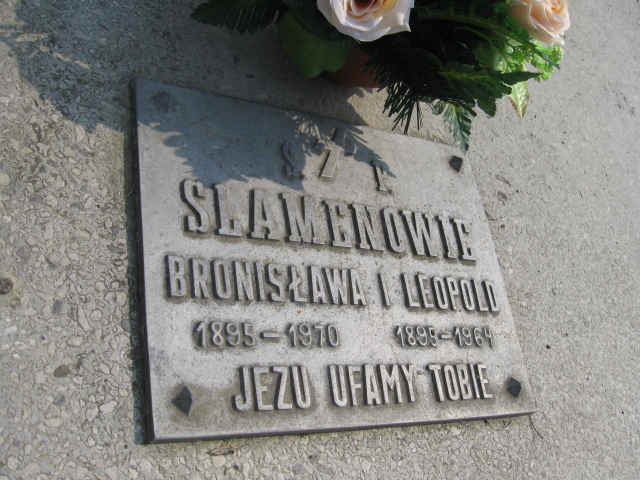 Ś. † P.
SLAMENOWIE
BRONISŁAWA I LEOPOLD
1895-1970 1895-1964
JEZU UFAMY TOBIE